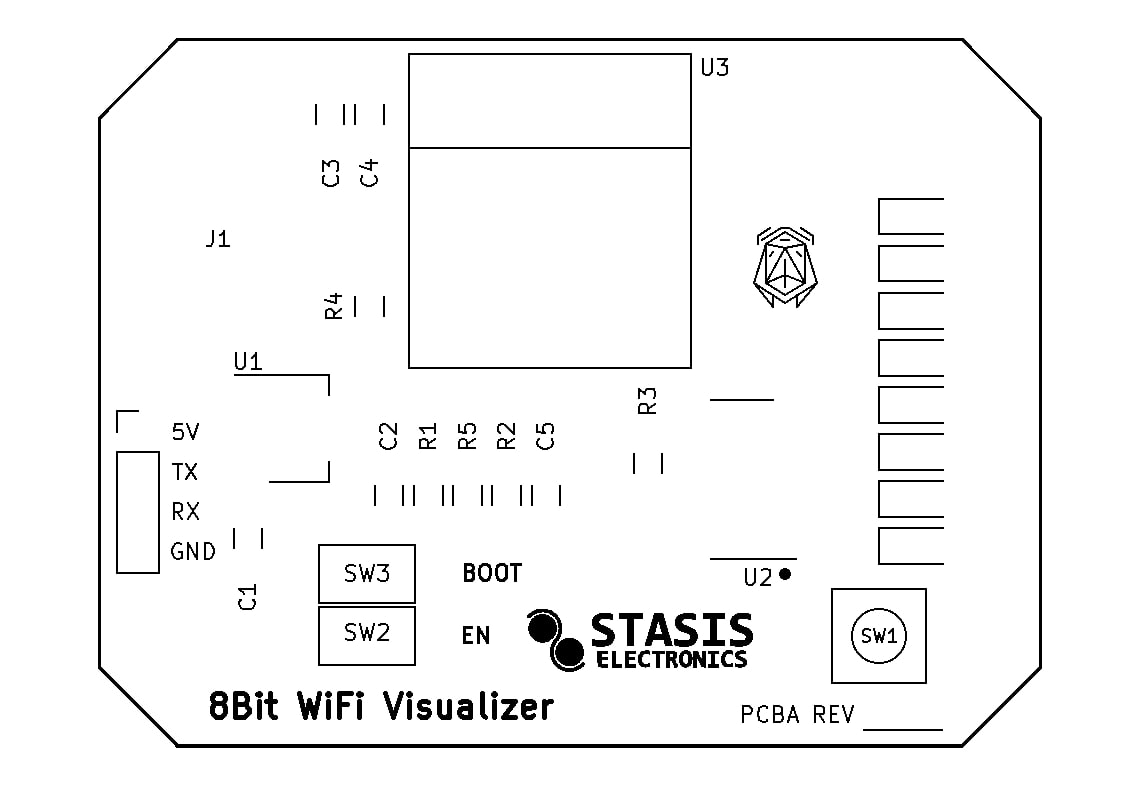 U3
C3 C4
J1
R4
U1
R3
5V
C2 R1 R5 R2 C5
TX
RX
GND
SW3 BOOT
U2
C1
STASIS
SW2 EN
SW1
ELECTRONICS
8Bit WiFi Visualizer
PCBA REV